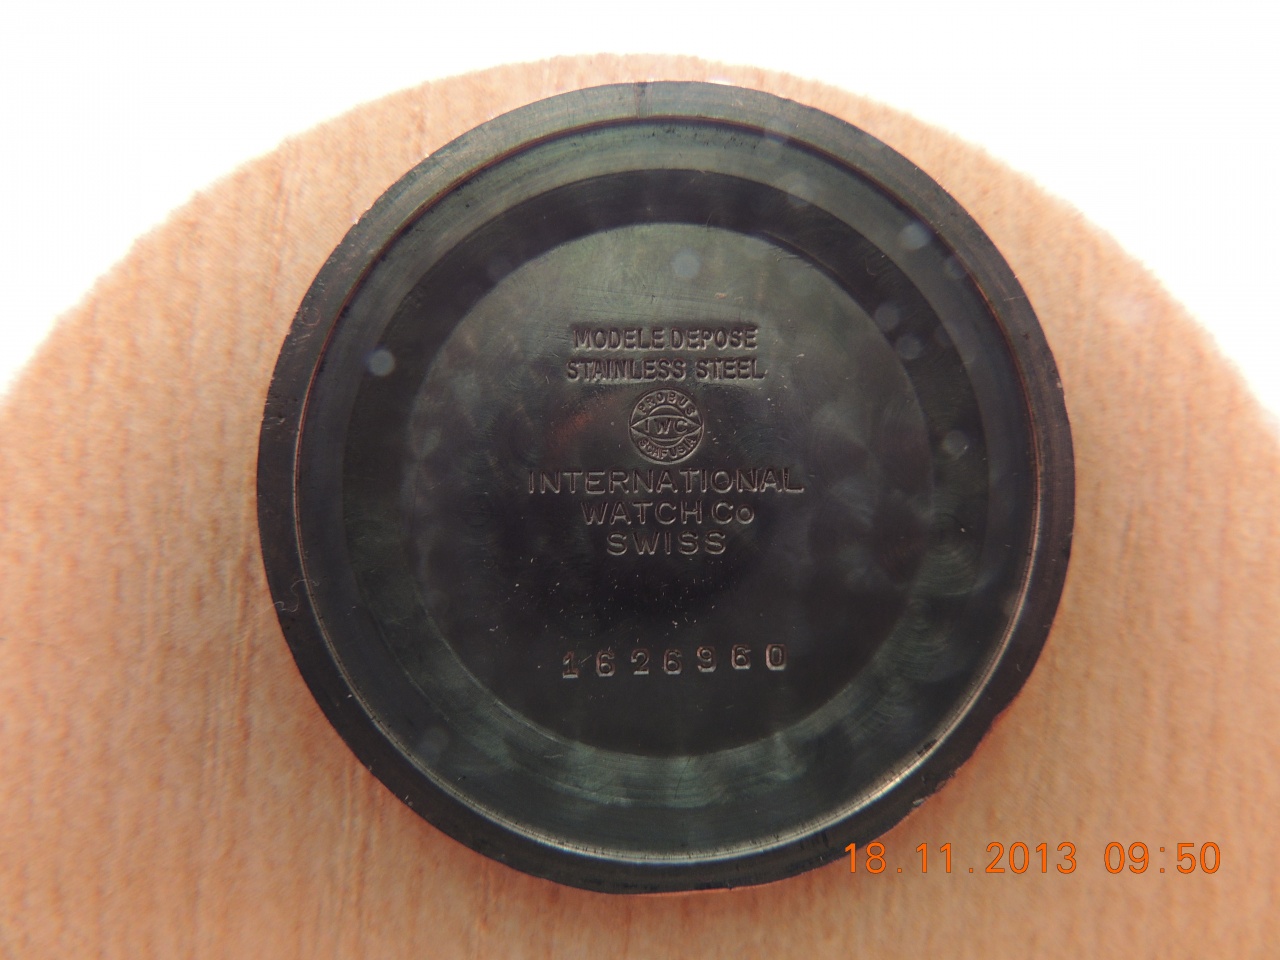 MODELE DEPOSE
STAINLESS STEEL
PROBUS
IWC
SCAFUSIA
INTERNATIONAL
WATCH Co
SWISS
1626960
18.11.2013 09:50